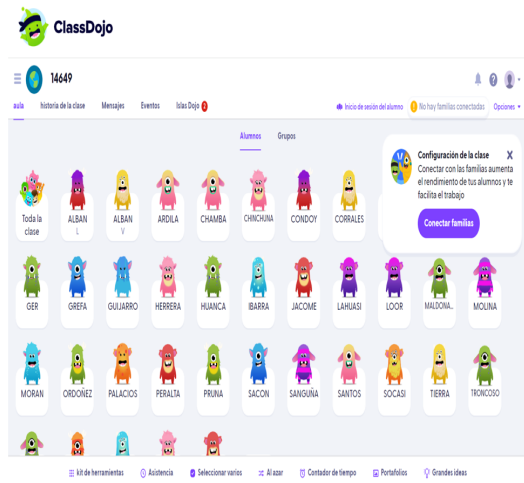 ClassDojo
14649
aula historia de la clase Mensajes Eventos Islas Dojo Inicio de sesión del alumno No hay familias conectadas Opciones
Alumnos Grupos
Configuración de la clase X
Conectar con las familias aumenta
el rendimiento de tus alumnos y te
facilita el trabajo
Conectar familias
Toda la
clase
ALBAN
L
ALBAN
V
ARDILA
CHAMBA
CHINCHUNA
CONDOY
CORRALES
GER
GREFA
GUIJARRO
HERRERA
HUANCA
IBARRA
JACOME
LAHUASI
LOOR
MALDONA...
MOLINA
MORAN
ORDOÑEZ
PALACIOS
PERALTA
PRUNA
SACON
SANGUÑA
SANTOS
SOCASI
TIERRA
TRONCOSO
kit de herramientas Asistencia Seleccionar varios Al azar Contador de tiempo Portafolios Grandes ideas